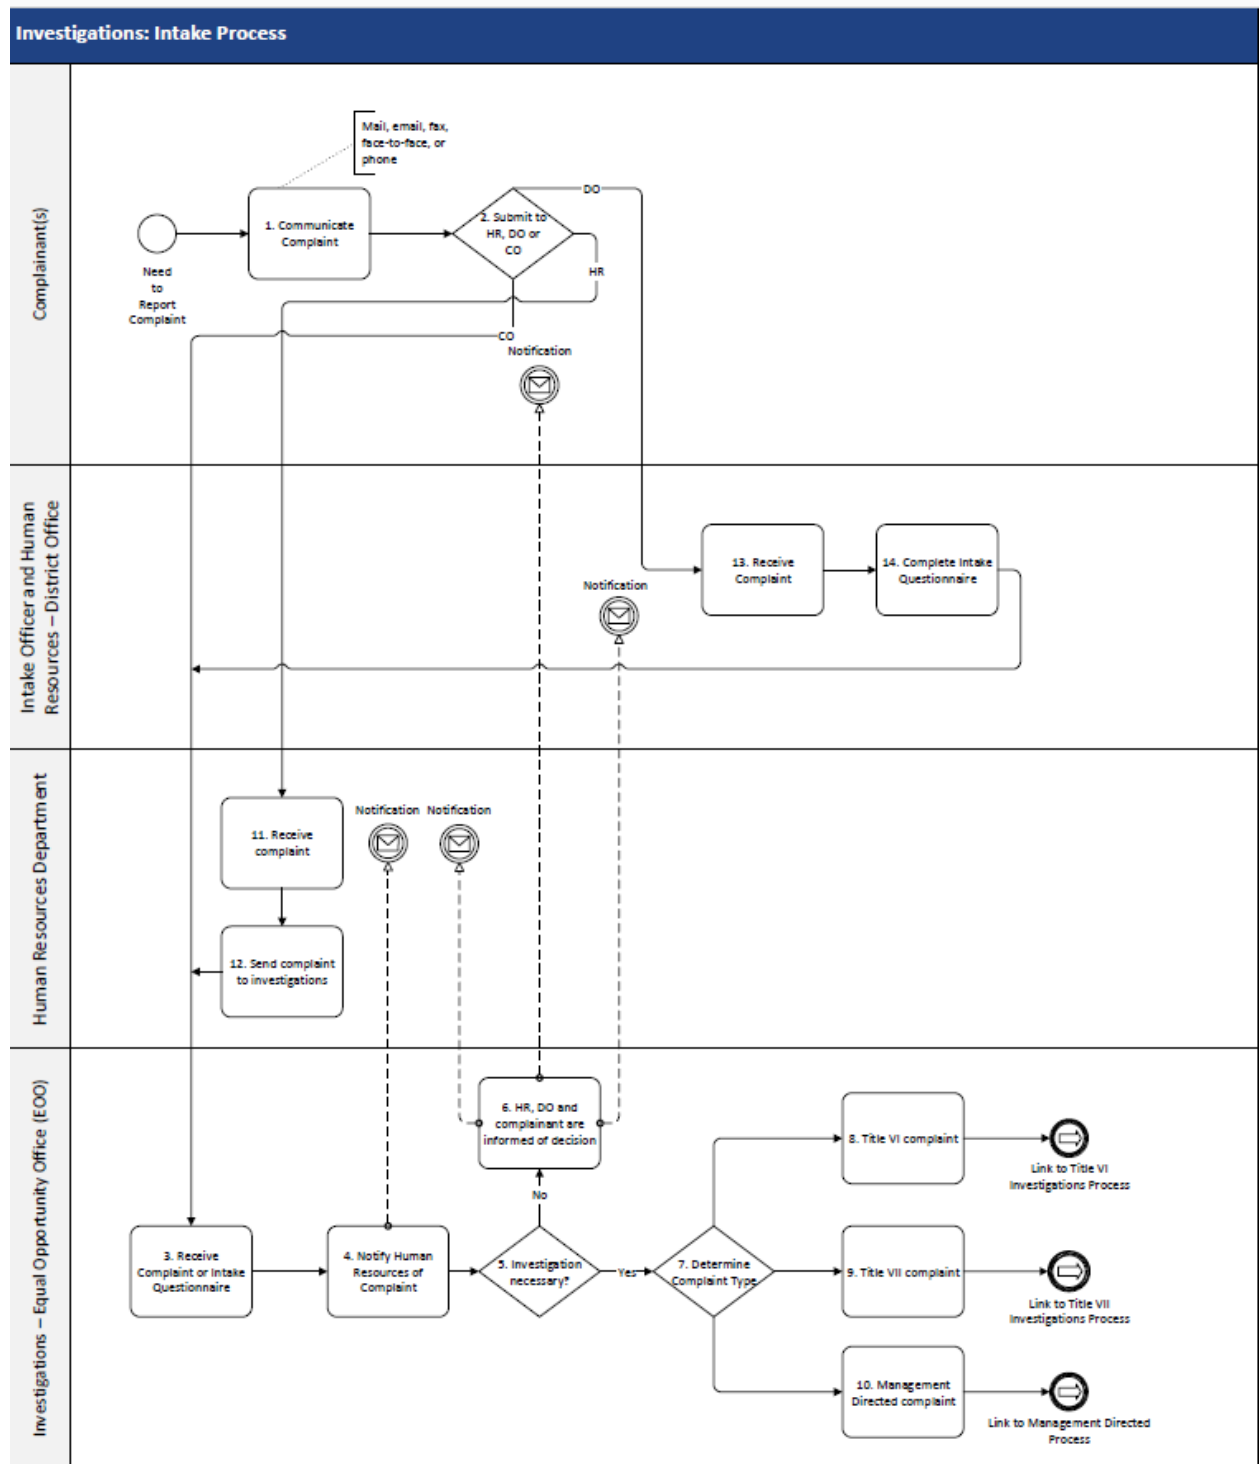 Investigations: Intake Process
Complainant(s)
Mail, email, fax,
face-to-face, or
phone
Need
to
Report
Complaint
1. Communicate
Complaint
2. Submit to
HR, DO or
CO
DO
HR
CO
Notification
Intake Officer and Human
Resources – District Office
Notification
13. Receive
Complaint
14. Complete Intake
Questionnaire
Human Resources Department
11. Receive
complaint
Notification
Notification
12. Send complaint
to investigations
Investigations – Equal Opportunity Office (EOO)
3. Receive
Complaint or Intake
Questionnaire
4. Notify Human
Resources of
Complaint
5. Investigation
necessary?
No
6. HR, DO and
complainant are
informed of decision
Yes
7. Determine
Complaint Type
8. Title VI complaint
Link to Title VI
Investigations Process
9. Title VII complaint
Link to Title VII
Investigations Process
10. Management
Directed complaint
Link to Management Directed
Process